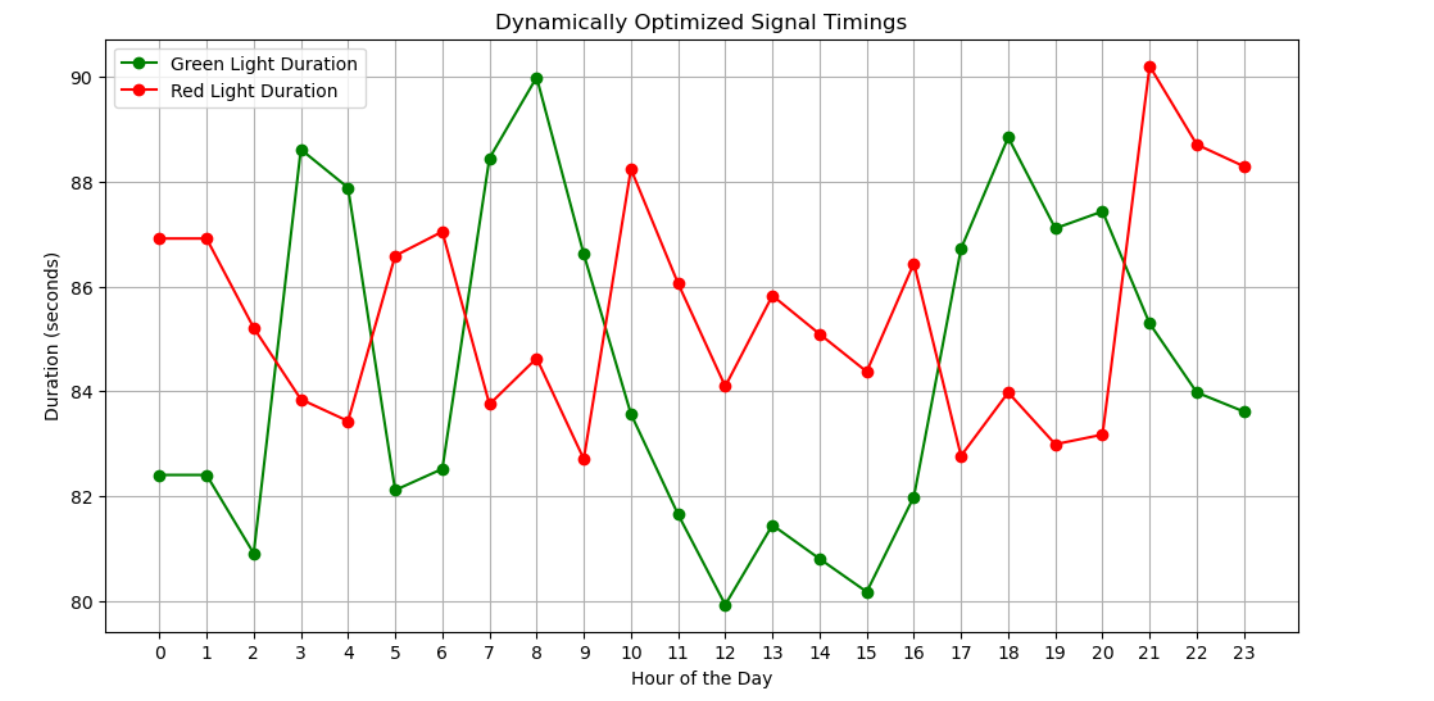 Dynamically Optimized Signal Timings
Green Light Duration
Red Light Duration
90
88
86
84
82
80
Duration (seconds)
0 1 2 3 4 5 6 7 8 9 10 11 12 13 14 15 16 17 18 19 20 21 22 23
Hour of the Day